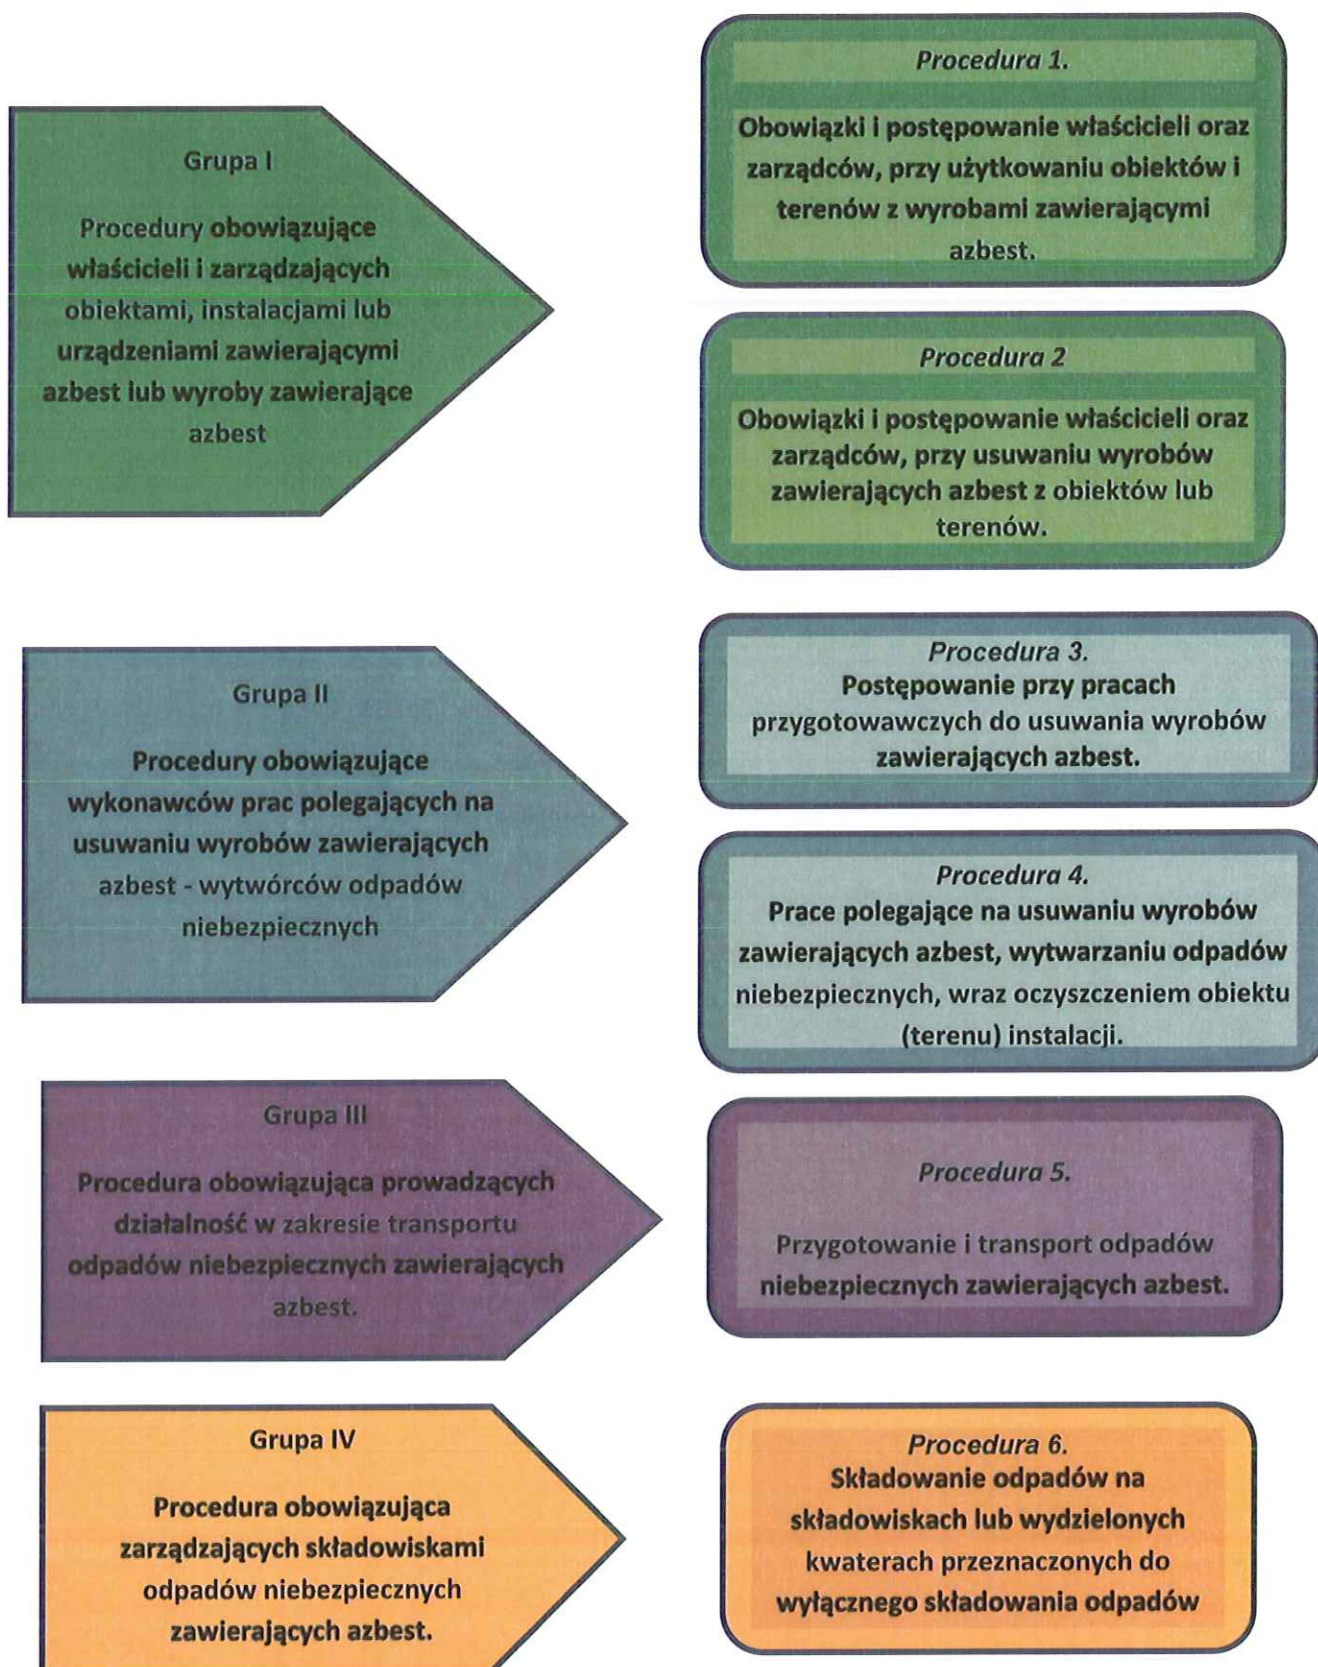 Grupa I
Procedury obowiązujące
właścicieli i zarządzających
obiektami, instalacjami lub
urządzeniami zawierającymi
azbest lub wyroby zawierające
azbest
Procedura 1.
Obowiązki i postępowanie właścicieli oraz
zarządców, przy użytkowaniu obiektów i
terenów z wyrobami zawierającymi
azbest.
Procedura 2
Obowiązki i postępowanie właścicieli oraz
zarządców, przy usuwaniu wyrobów
zawierających azbest z obiektów lub
terenów.
Grupa II
Procedury obowiązujące
wykonawców prac polegających na
usuwaniu wyrobów zawierających
azbest - wytwórców odpadów
niebezpiecznych
Procedura 3.
Postępowanie przy pracach
przygotowawczych do usuwania wyrobów
zawierających azbest.
Procedura 4.
Prace polegające na usuwaniu wyrobów
zawierających azbest, wytwarzaniu odpadów
niebezpiecznych, wraz oczyszczeniem obiektu
(terenu) instalacji.
Grupa III
Procedura obowiązująca prowadzących
działalność w zakresie transportu
odpadów niebezpiecznych zawierających
azbest.
Procedura 5.
Przygotowanie i transport odpadów
niebezpiecznych zawierających azbest.
Grupa IV
Procedura obowiązująca
zarządzających składowiskami
odpadów niebezpiecznych
zawierających azbest.
Procedura 6.
Składowanie odpadów na
składowiskach lub wydzielonych
kwaterach przeznaczonych do
wyłącznego składowania odpadów